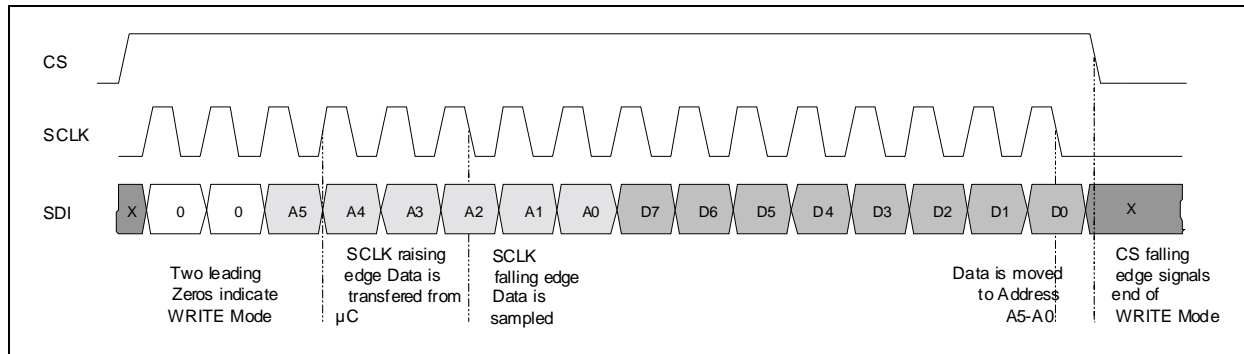 CS
SCLK
SDI
X 0 0 A5 A4 A3 A2 A1 A0 D7 D6 D5 D4 D3 D2 D1 D0 X
Two leading
Zeros indicate
WRITE Mode
SCLK raising
edge Data is
transfered from
µC
SCLK
falling edge
Data is
sampled
Data is moved
to Address
A5-A0
CS falling
edge signals
end of
WRITE Mode